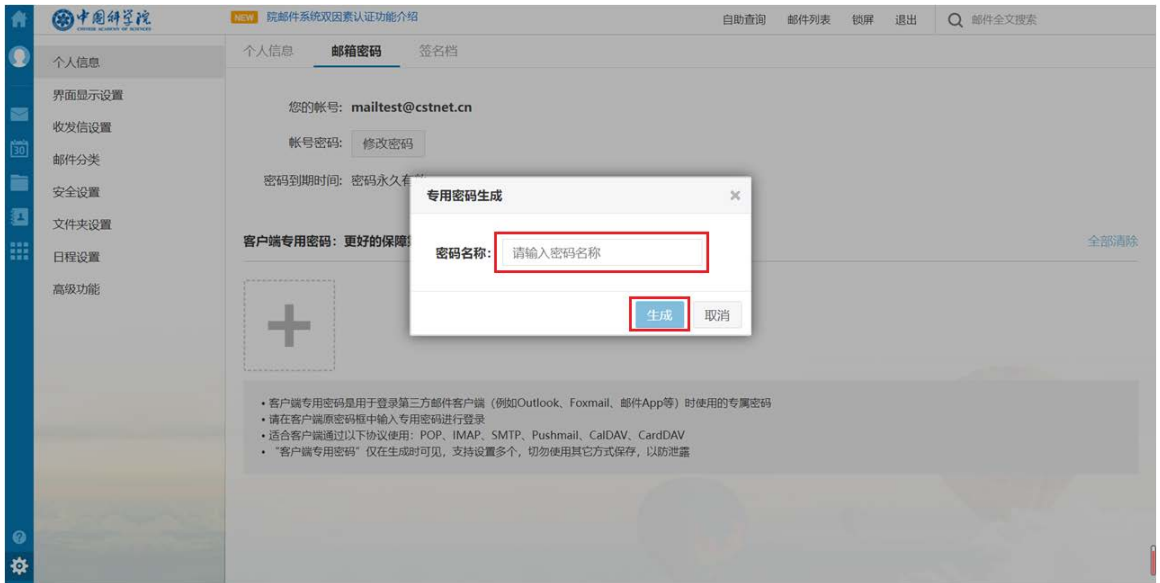 中国科学院
CHINESE ACADEMY OF SCIENCES
NEW 院邮件系统双因素认证功能介绍
自助查询 邮件列表 锁屏 退出 邮件全文搜索
个人信息 邮箱密码 签名档
个人信息
界面显示设置
收发信设置
邮件分类
安全设置
文件夹设置
日程设置
高级功能
30
您的帐号: mailtest@cstnet.cn
帐号密码: 修改密码
密码到期时间: 密码永久有
客户端专用密码：更好的保障
全部清除
专用密码生成 ×
密码名称: 请输入密码名称
生成 取消
• 客户端专用密码是用于登录第三方邮件客户端（例如Outlook、Foxmail、邮件App等）时使用的专属密码
• 请在客户端原密码框中输入专用密码进行登录
• 适合客户端通过以下协议使用：POP、IMAP、SMTP、Pushmail、CalDAV、CardDAV
• “客户端专用密码”仅在生成时可见，支持设置多个，切勿使用其它方式保存，以防泄露